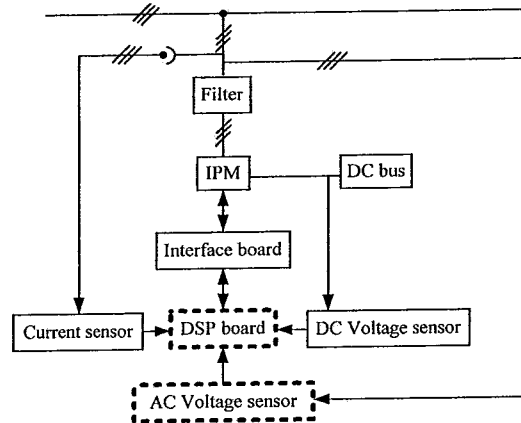 Filter
IPM
DC bus
Interface board
Current sensor
DSP board
DC Voltage sensor
AC Voltage sensor